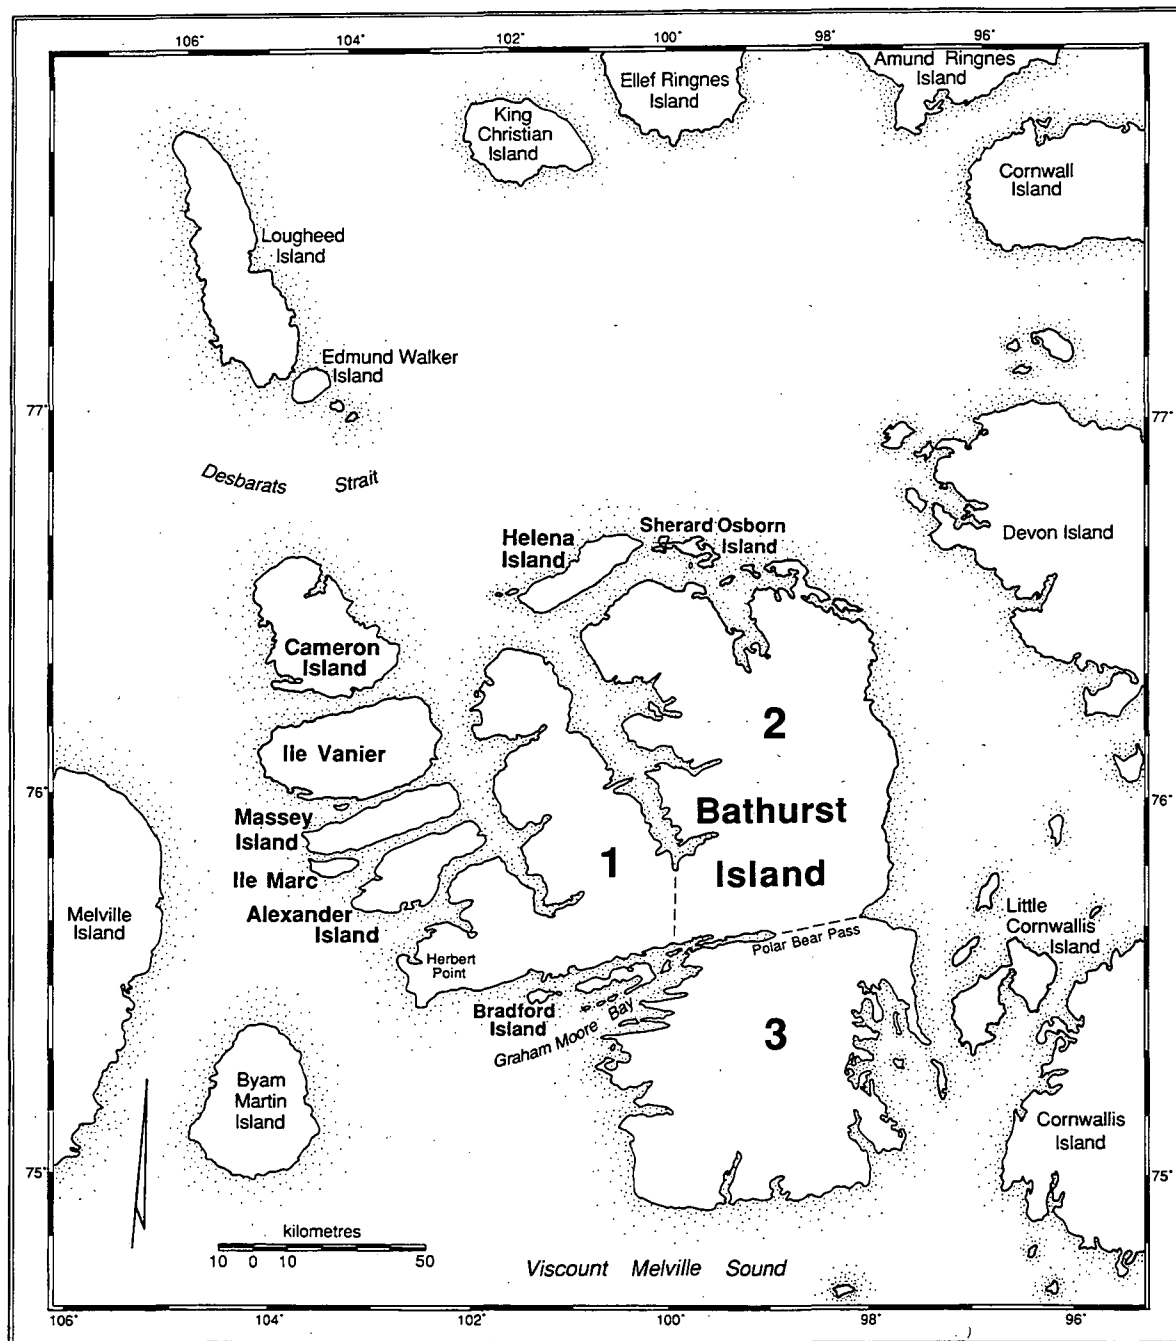 106° 104° 102° 100° 98° 96°
Amund Ringnes
Island
Ellef Ringnes
Island
King
Christian
Island
Cornwall
Island
Lougheed
Island
Edmund Walker
Island
77° 77°
Desbarats Strait
Sherard Osborn
Island
Helena
Island
Devon Island
Cameron
Island
2
Ile Vanier
76° 76°
Massey
Island
Bathurst
Island
1
Ile Marc
Alexander
Island
Melville
Island
Little
Cornwallis
Island
Polar Bear Pass
Herbert
Point
Bradford
Island
Graham Moore Bay
3
Byam
Martin
Island
Cornwallis
Island
75° 75°
kilometres
10 0 10 50
Viscount Melville Sound
106° 104° 102° 100° 98° 96°